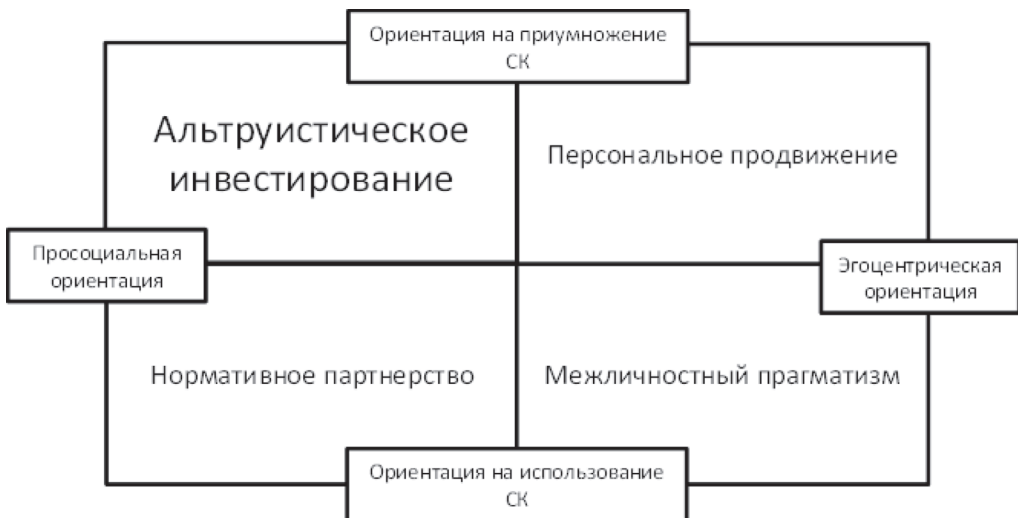 Ориентация на приумножение
СК
Альтруистическое
инвестирование
Персональное продвижение
Просоциальная
ориентация
Эгоцентрическая
ориентация
Нормативное партнерство
Межличностный прагматизм
Ориентация на использование
СК